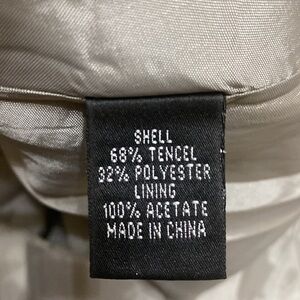 SHELL
68% TENCEL
32% POLYESTER
LINING
100% ACETATE
MADE IN CHINA